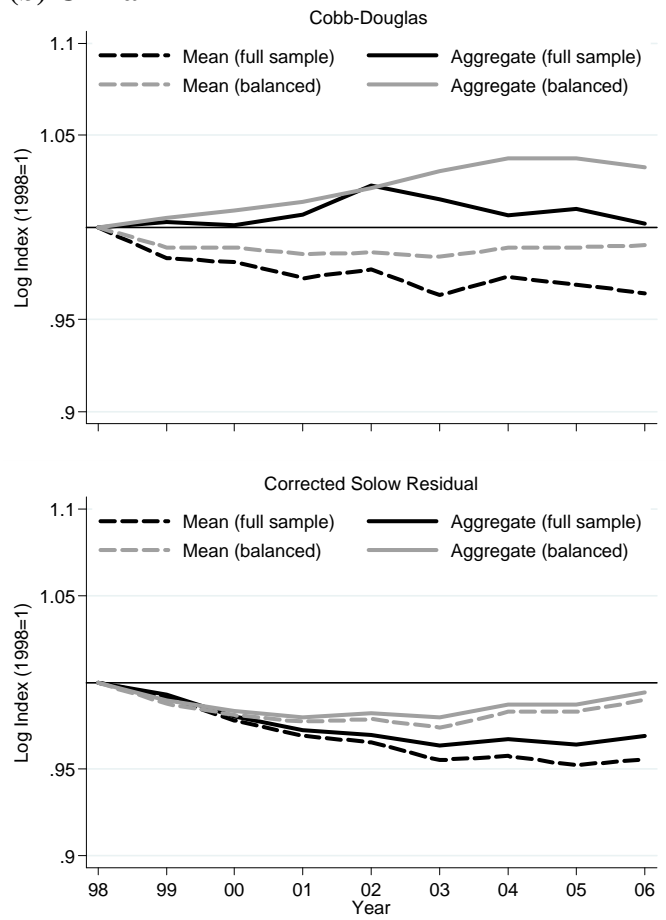 Cobb-Douglas
1.1
Mean (full sample) Aggregate (full sample)
Mean (balanced) Aggregate (balanced)
1.05
Log Index (1998=1)
.95
.9
Corrected Solow Residual
1.1
Mean (full sample) Aggregate (full sample)
Mean (balanced) Aggregate (balanced)
1.05
Log Index (1998=1)
.95
.9
98 99 00 01 02 03 04 05 06
Year